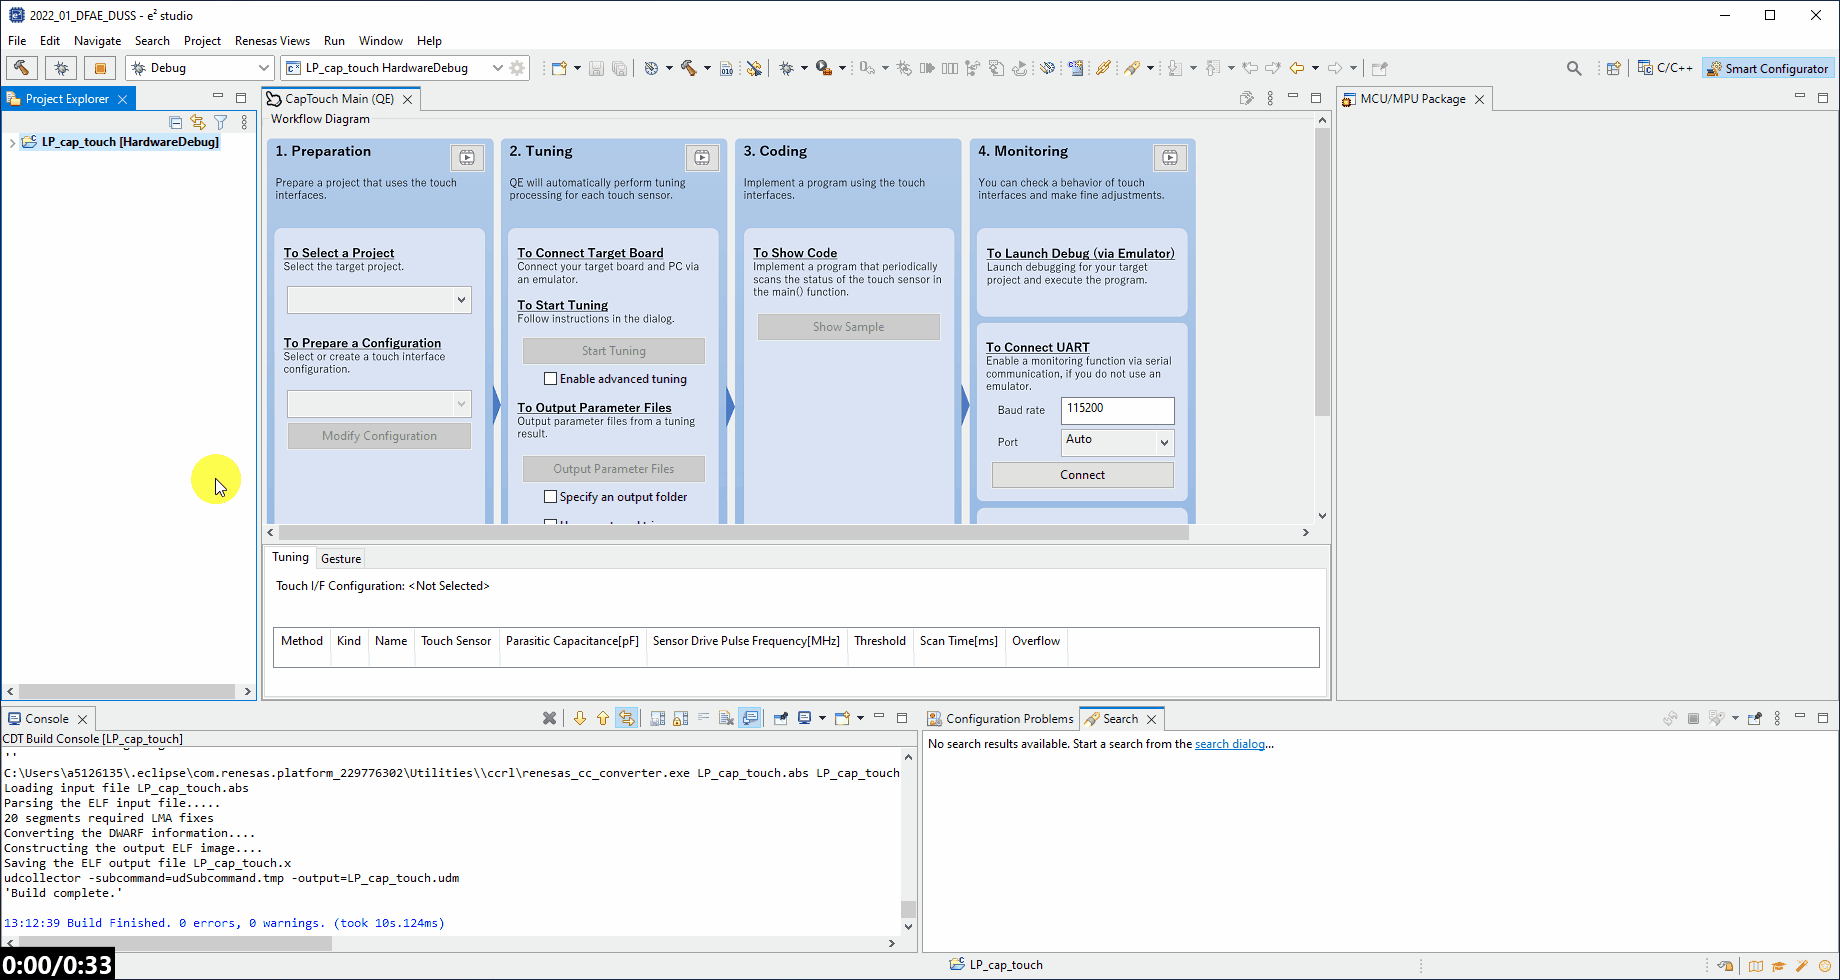 2022_01_DFAE_DUSS - e² studio
File Edit Navigate Search Project Renesas Views Run Window Help
Debug
LP_cap_touch HardwareDebug
C/C++
Smart Configurator
Project Explorer
LP_cap_touch [HardwareDebug]
CapTouch Main (QE)
Workflow Diagram
1. Preparation
Prepare a project that uses the touch
interfaces.
To Select a Project
Select the target project.
To Prepare a Configuration
Select or create a touch interface
configuration.
Modify Configuration
2. Tuning
QE will automatically perform tuning
processing for each touch sensor.
To Connect Target Board
Connect your target board and PC via
an emulator.
To Start Tuning
Follow instructions in the dialog.
Start Tuning
Enable advanced tuning
To Output Parameter Files
Output parameter files from a tuning
result.
Output Parameter Files
Specify an output folder
3. Coding
Implement a program using the touch
interfaces.
To Show Code
Implement a program that periodically
scans the status of the touch sensor in
the main() function.
Show Sample
4. Monitoring
You can check a behavior of touch
interfaces and make fine adjustments.
To Launch Debug (via Emulator)
Launch debugging for your target
project and execute the program.
To Connect UART
Enable a monitoring function via serial
communication, if you do not use an
emulator.
Baud rate 115200
Port Auto
Connect
MCU/MPU Package
Tuning Gesture
Touch I/F Configuration: <Not Selected>
Method Kind Name Touch Sensor Parasitic Capacitance[pF] Sensor Drive Pulse Frequency[MHz] Threshold Scan Time[ms] Overflow
Console
CDT Build Console [LP_cap_touch]
''
C:\Users\a5126135\.eclipse\com.renesas.platform_229776302\Utilities\\ccrl\renesas_cc_converter.exe LP_cap_touch.abs LP_cap_touch
Loading input file LP_cap_touch.abs
Parsing the ELF input file.....
20 segments required LMA fixes
Converting the DWARF information....
Constructing the output ELF image....
Saving the ELF output file LP_cap_touch.x
udcollector -subcommand=udSubcommand.tmp -output=LP_cap_touch.udm
'Build complete.'
13:12:39 Build Finished. 0 errors, 0 warnings. (took 10s.124ms)
Configuration Problems
Search
No search results available. Start a search from the search dialog...
0:00/0:33
LP_cap_touch